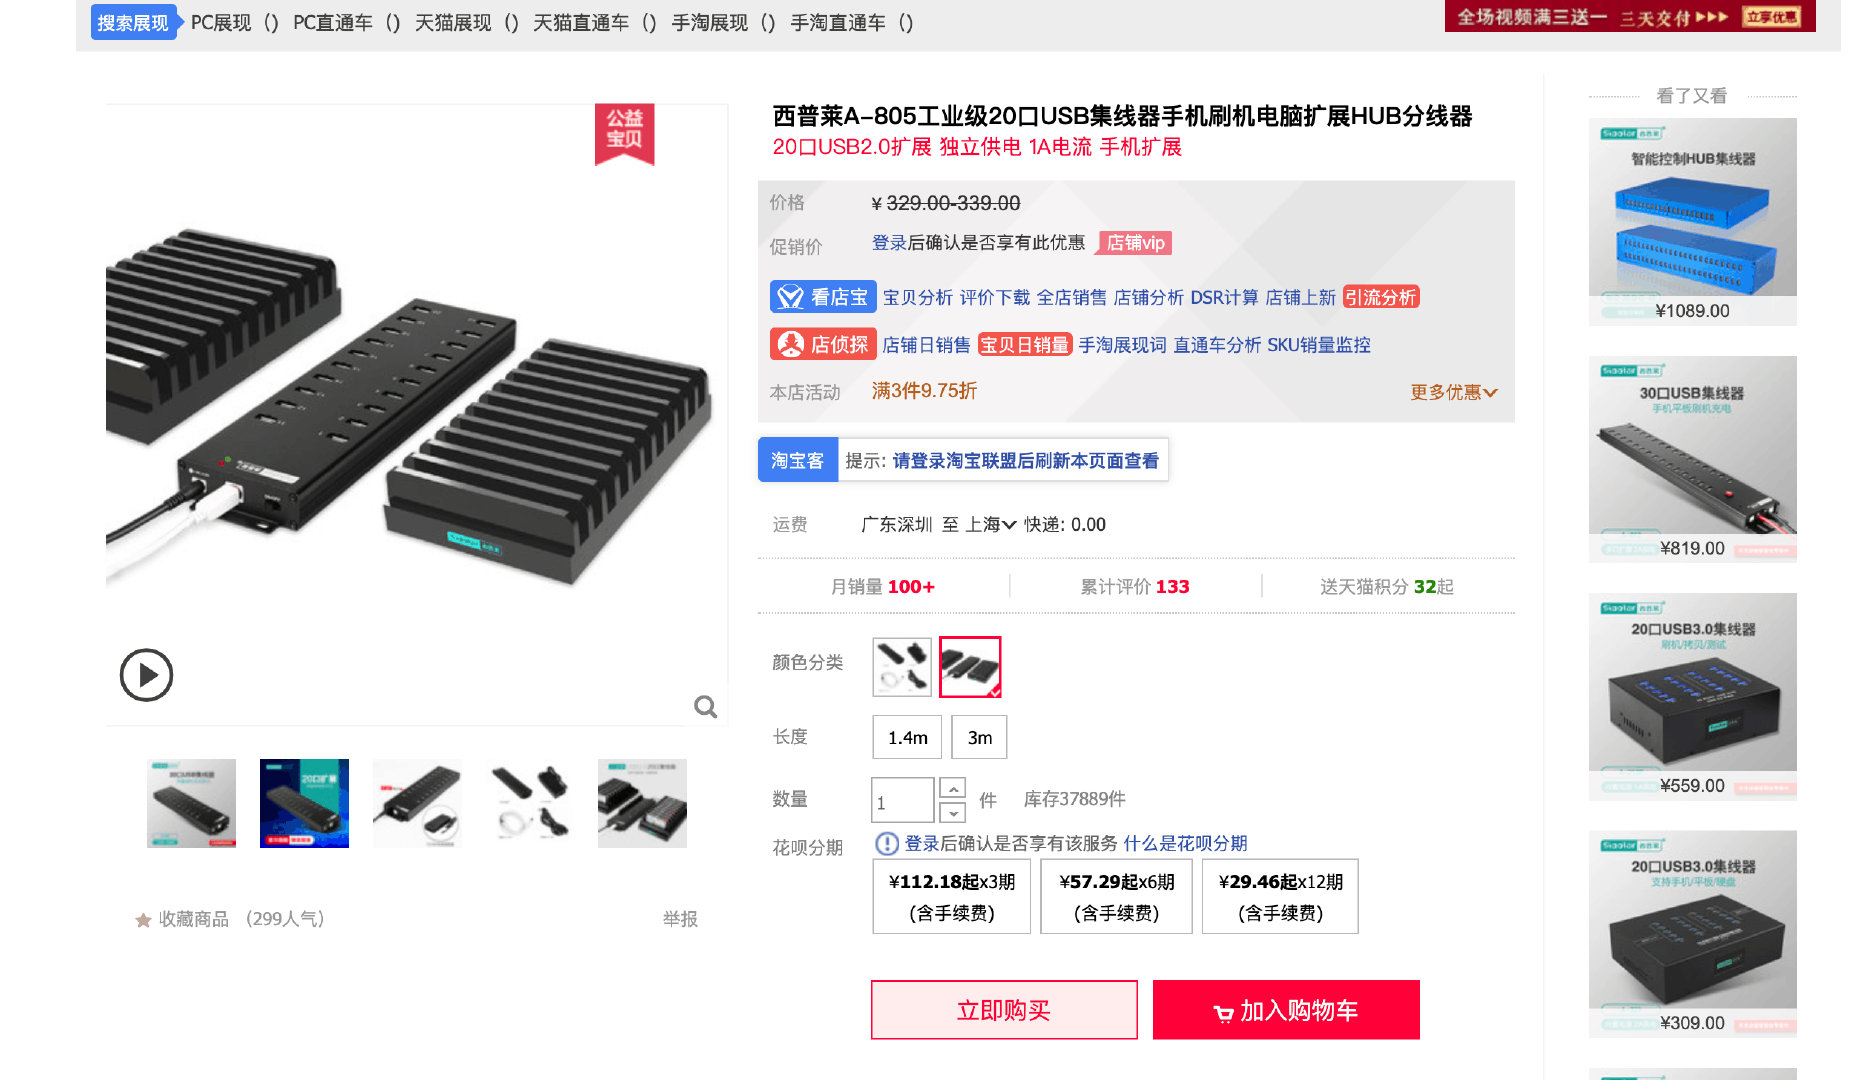 搜索展现 PC展现 () PC直通车 () 天猫展现 () 天猫直通车 () 手淘展现 () 手淘直通车 ()
全场视频满三送一 三天交付 立享优惠
公益
宝贝
西普莱A-805工业级20口USB集线器手机刷机电脑扩展HUB分线器
20口USB2.0扩展 独立供电 1A电流 手机扩展
价格 ¥ 329.00-339.00
促销价 登录后确认是否享有此优惠 店铺vip
看店宝 宝贝分析 评价下载 全店销售 店铺分析 DSR计算 店铺上新 引流分析
店侦探 店铺日销售 宝贝日销量 手淘展现词 直通车分析 SKU销量监控
本店活动 满3件9.75折 更多优惠
淘宝客 提示: 请登录淘宝联盟后刷新本页面查看
运费 广东深圳 至 上海 快递: 0.00
月销量 100+ 累计评价 133 送天猫积分 32起
颜色分类
长度 1.4m 3m
数量 1 件 库存37889件
花呗分期 登录后确认是否享有该服务 什么是花呗分期
¥112.18起x3期 ¥57.29起x6期 ¥29.46起x12期
(含手续费) (含手续费) (含手续费)
立即购买 加入购物车
20口扩展
收藏商品 (299人气) 举报
看了又看
智能控制HUB集线器
¥1089.00
30口USB集线器
手机平板刷机充电
¥819.00
20口USB3.0集线器
刷机/拷贝/测试
¥559.00
20口USB3.0集线器
支持手机/平板/硬盘
¥309.00